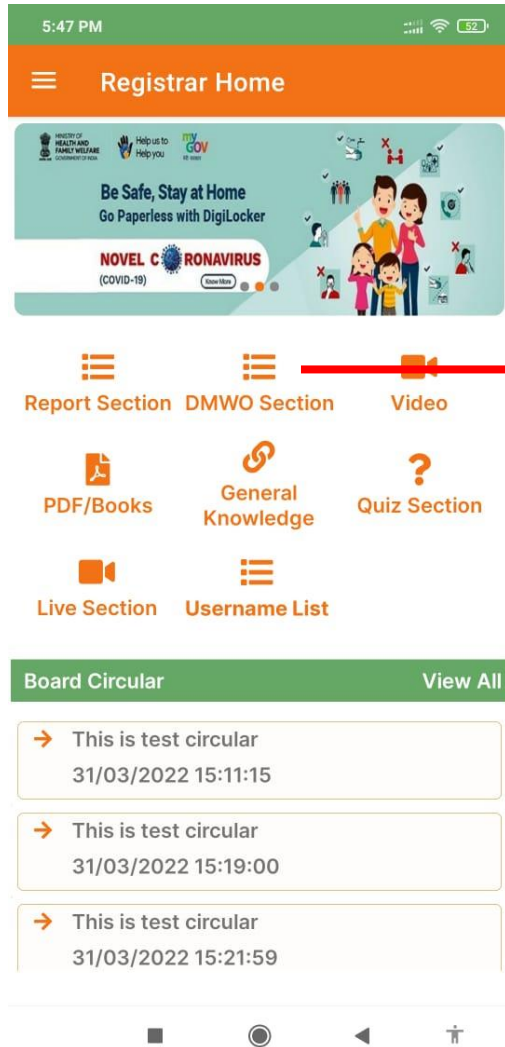 5:47 PM
52
Registrar Home
MINISTRY OF
HEALTH AND
FAMILY WELFARE
GOVERNMENT OF INDIA
Help us to
Help you
my
GOV
मेरी सरकार
Be Safe, Stay at Home
Go Paperless with DigiLocker
NOVEL CORONAVIRUS
(COVID-19)
Know More
Report Section DMWO Section Video
PDF/Books General Knowledge Quiz Section
Live Section Username List
Board Circular View All
This is test circular
31/03/2022 15:11:15
This is test circular
31/03/2022 15:19:00
This is test circular
31/03/2022 15:21:59